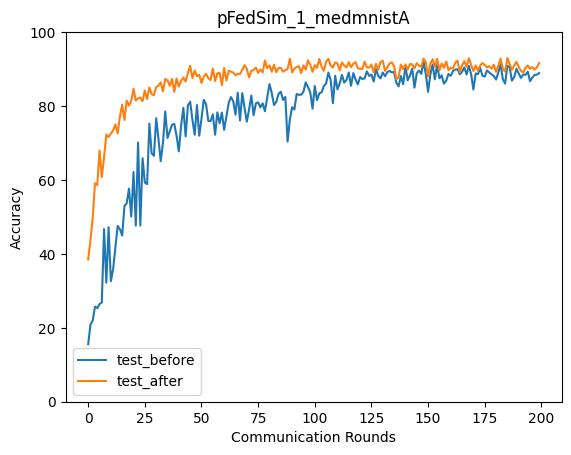 pFedSim_1_medmnistA
100
80
60
40
20
0
Accuracy
test_before
test_after
0 25 50 75 100 125 150 175 200
Communication Rounds